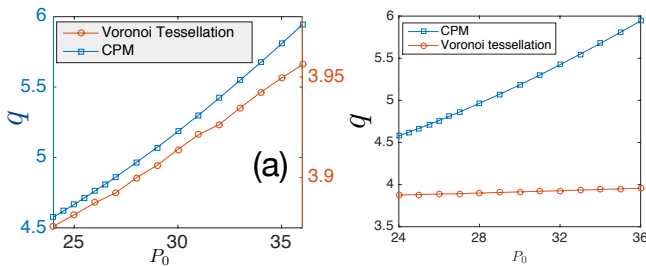 6
5.5
5
4.5
q
Voronoi Tessellation
CPM
(a)
3.95
3.9
25
30
35
P0
6
5.5
5
4.5
4
3.5
q
CPM
Voronoi tessellation
24
28
32
36
P0